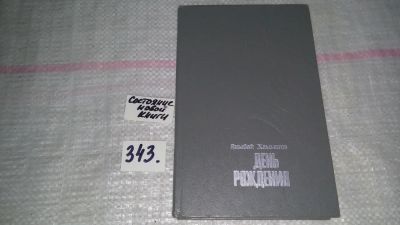 Состояние
новой
книги
343.
ДЕНЬ
РОЖДЕНИЯ